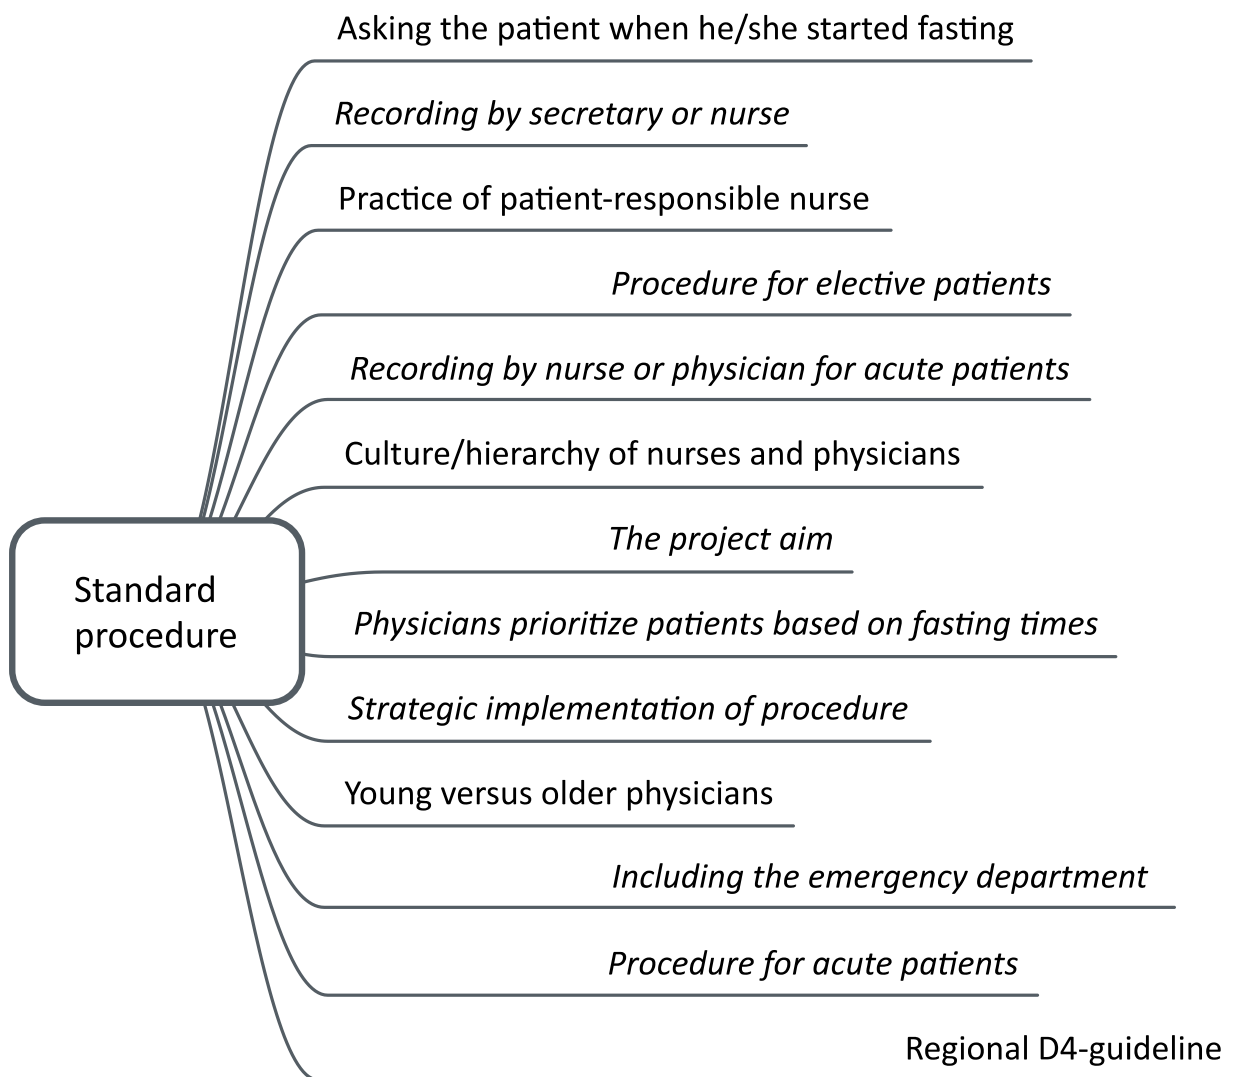 Asking the patient when he/she started fasting
Recording by secretary or nurse
Practice of patient-responsible nurse
Procedure for elective patients
Recording by nurse or physician for acute patients
Culture/hierarchy of nurses and physicians
The project aim
Standard
procedure
Physicians prioritize patients based on fasting times
Strategic implementation of procedure
Young versus older physicians
Including the emergency department
Procedure for acute patients
Regional D4-guideline